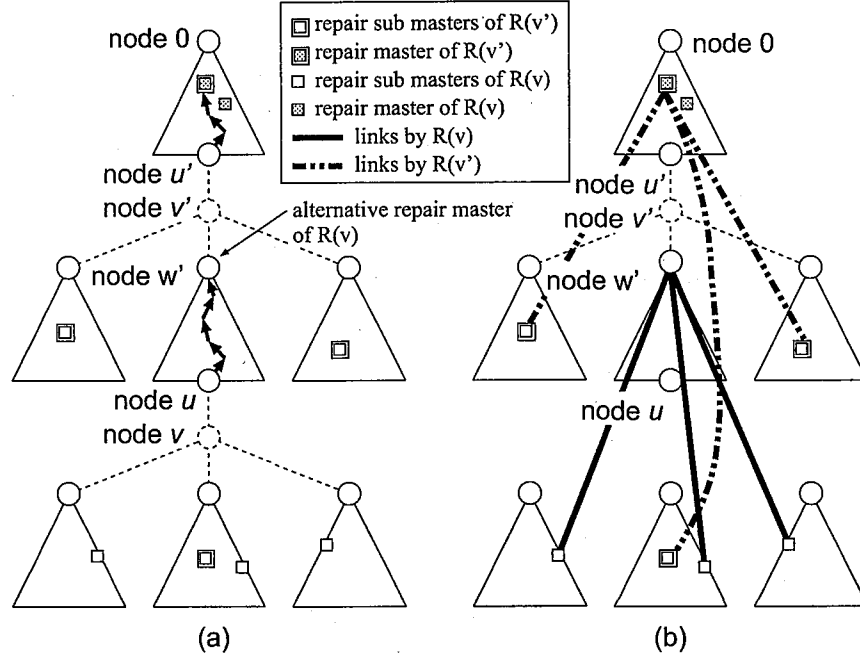 node 0
repair sub masters of R(v')
repair master of R(v')
repair sub masters of R(v)
repair master of R(v)
links by R(v)
links by R(v')
node 0
node u'
node v'
alternative repair master
of R(v)
node w'
node u
node v
node u'
node v'
node w'
node u
(a)
(b)